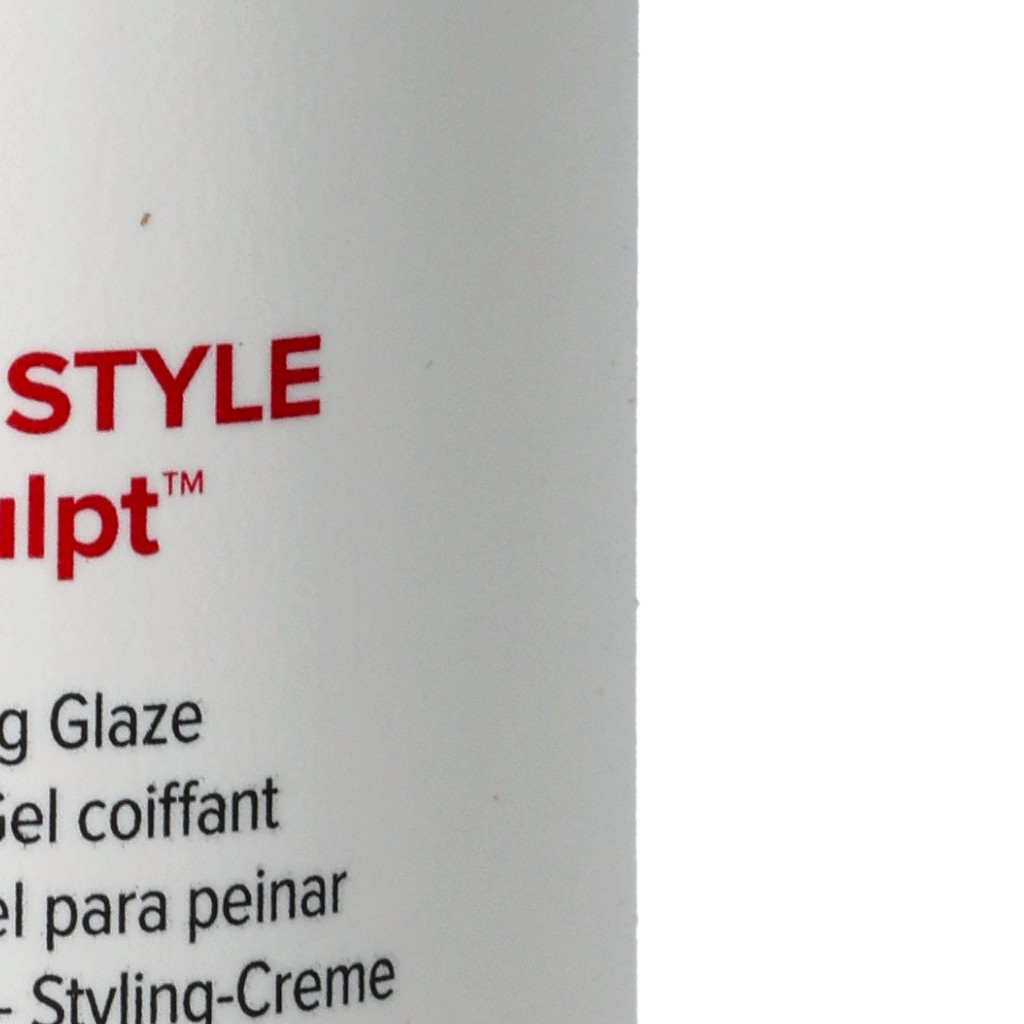 STYLE
ulpt™
g Glaze
Gel coiffant
el para peinar
- Styling-Creme